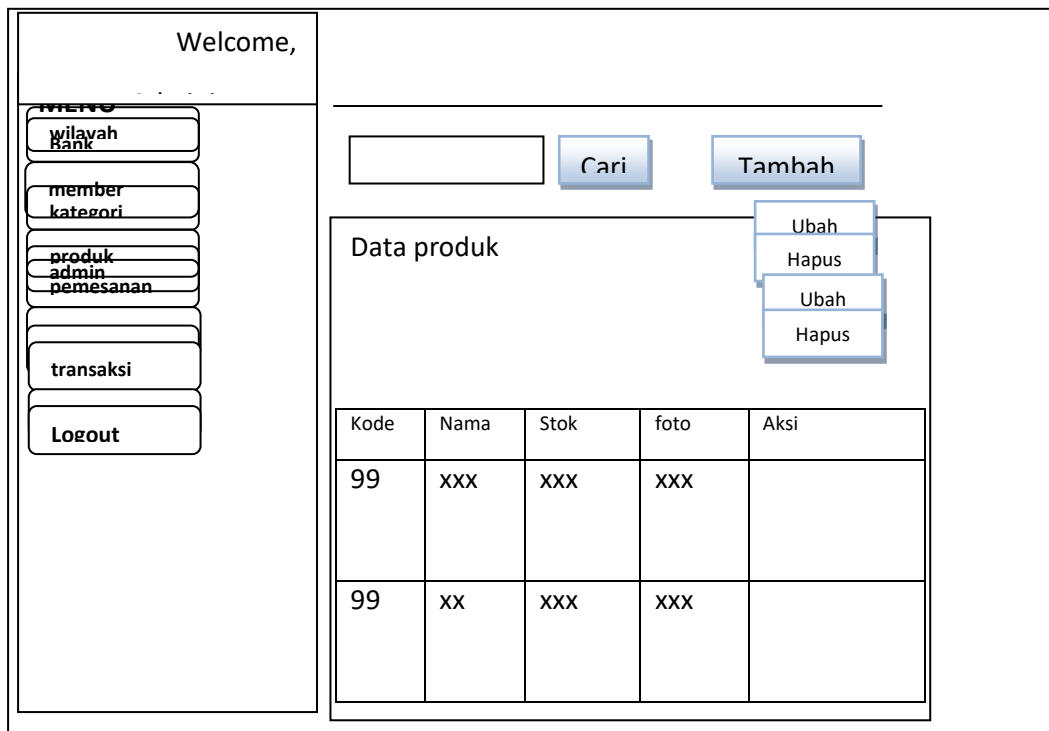 Welcome,
MENU
wilayah
Bank
member
kategori
produk
admin
pemesanan
transaksi
Logout
Cari
Tambah
Data produk
Ubah
Hapus
Ubah
Hapus
Kode Nama Stok foto Aksi
99 xxx xxx xxx
99 xx xxx xxx